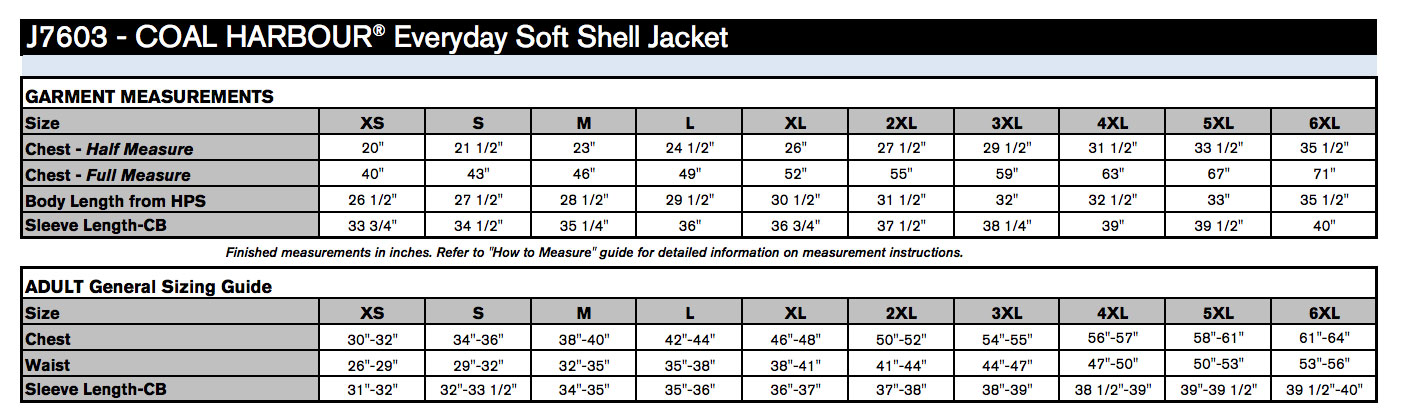 J7603 - COAL HARBOUR® Everyday Soft Shell Jacket
GARMENT MEASUREMENTS
Size XS S M L XL 2XL 3XL 4XL 5XL 6XL
Chest - Half Measure 20" 21 1/2" 23" 24 1/2" 26" 27 1/2" 29 1/2" 31 1/2" 33 1/2" 35 1/2"
Chest - Full Measure 40" 43" 46" 49" 52" 55" 59" 63" 67" 71"
Body Length from HPS 26 1/2" 27 1/2" 28 1/2" 29 1/2" 30 1/2" 31 1/2" 32" 32 1/2" 33" 35 1/2"
Sleeve Length-CB 33 3/4" 34 1/2" 35 1/4" 36" 36 3/4" 37 1/2" 38 1/4" 39" 39 1/2" 40"
Finished measurements in inches. Refer to "How to Measure" guide for detailed information on measurement instructions.
ADULT General Sizing Guide
Size XS S M L XL 2XL 3XL 4XL 5XL 6XL
Chest 30"-32" 34"-36" 38"-40" 42"-44" 46"-48" 50"-52" 54"-55" 56"-57" 58"-61" 61"-64"
Waist 26"-29" 29"-32" 32"-35" 35"-38" 38"-41" 41"-44" 44"-47" 47"-50" 50"-53" 53"-56"
Sleeve Length-CB 31"-32" 32"-33 1/2" 34"-35" 35"-36" 36"-37" 37"-38" 38"-39" 38 1/2"-39" 39"-39 1/2" 39 1/2"-40"